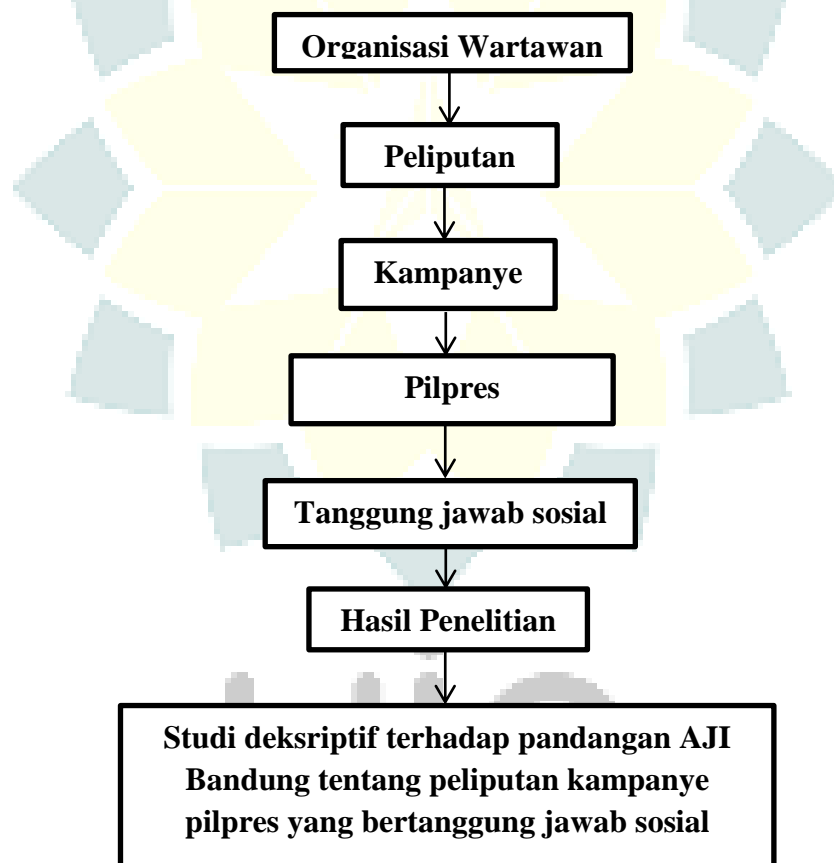 Organisasi Wartawan
Peliputan
Kampanye
Pilpres
Tanggung jawab sosial
Hasil Penelitian
Studi deksriptif terhadap pandangan AJI
Bandung tentang peliputan kampanye
pilpres yang bertanggung jawab sosial